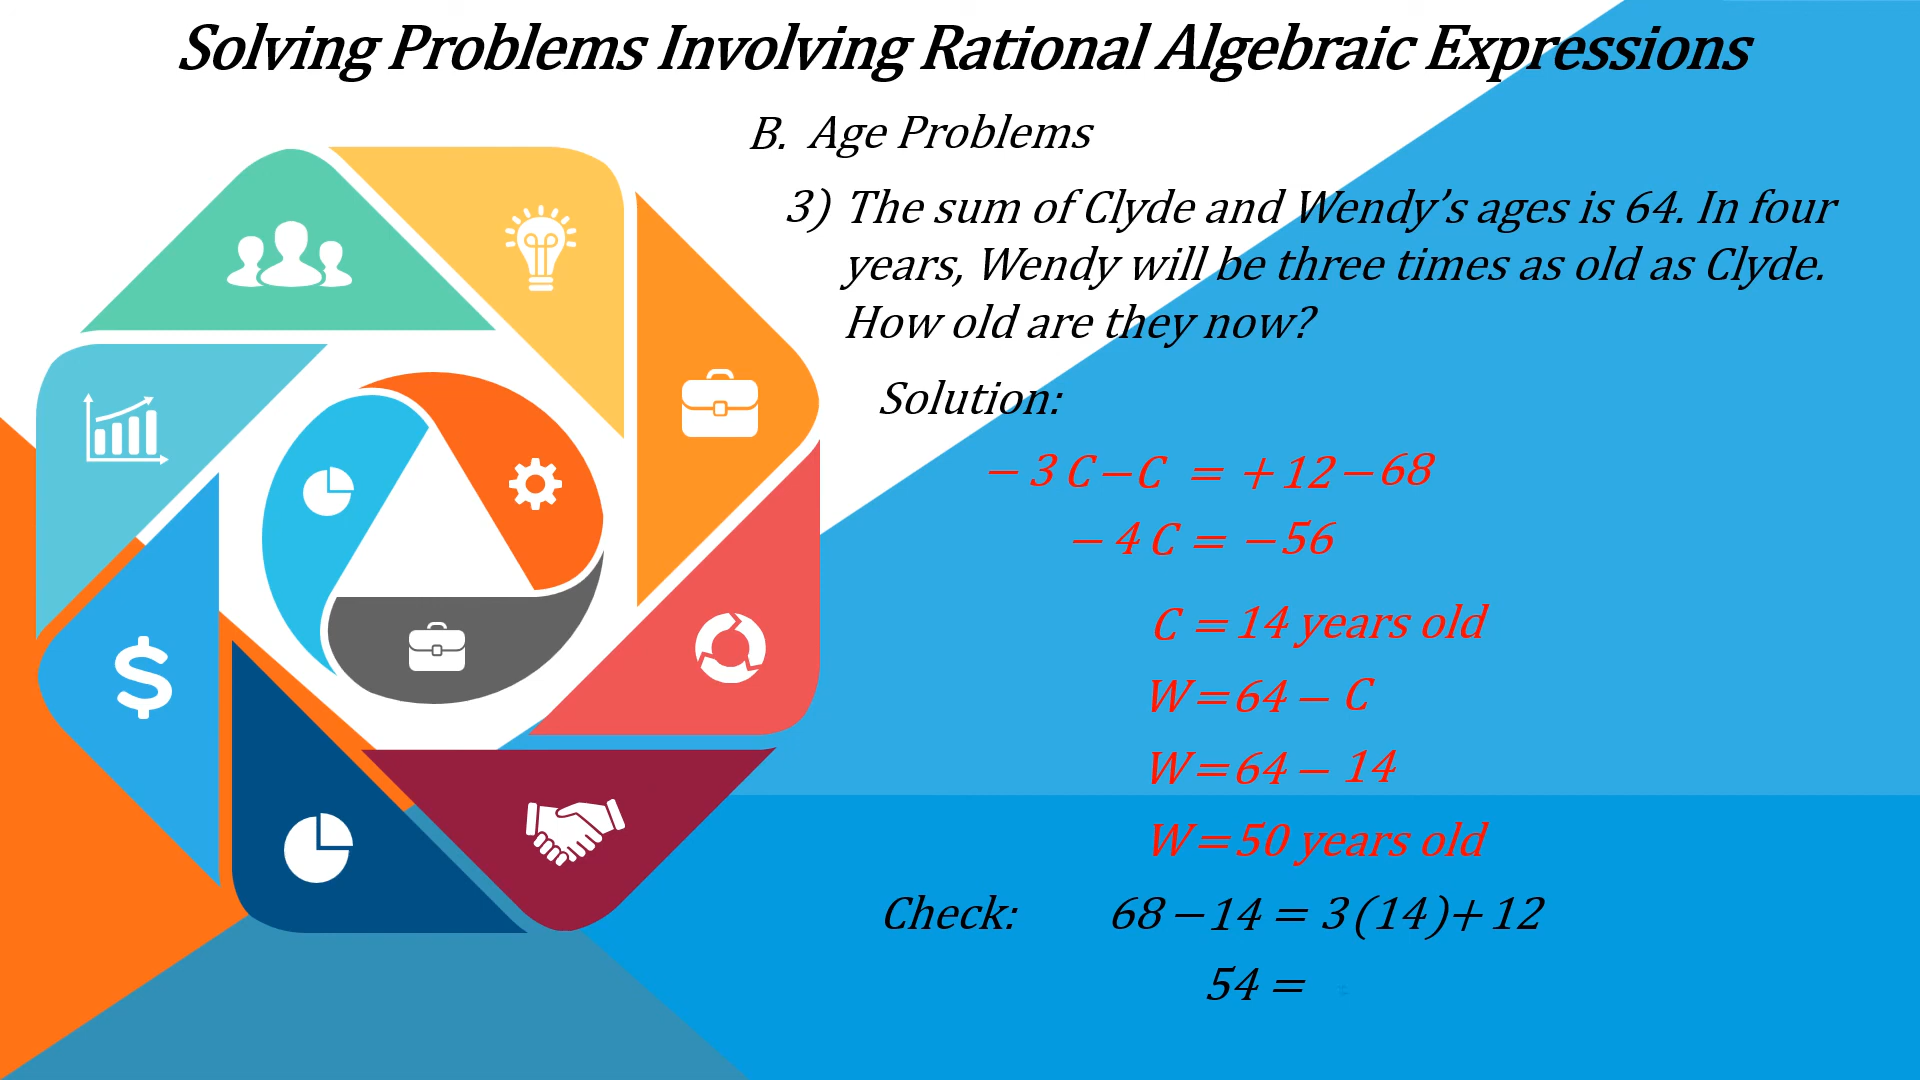 Solving Problems Involving Rational Algebraic Expressions
B. Age Problems
3) The sum of Clyde and Wendy’s ages is 64. In four
years, Wendy will be three times as old as Clyde.
How old are they now?
Solution:
− 3 C − C = + 12 − 68
− 4 C = − 56
C = 14 years old
W = 64 − C
W = 64 − 14
W = 50 years old
Check: 68 − 14 = 3 (14) + 12
54 =